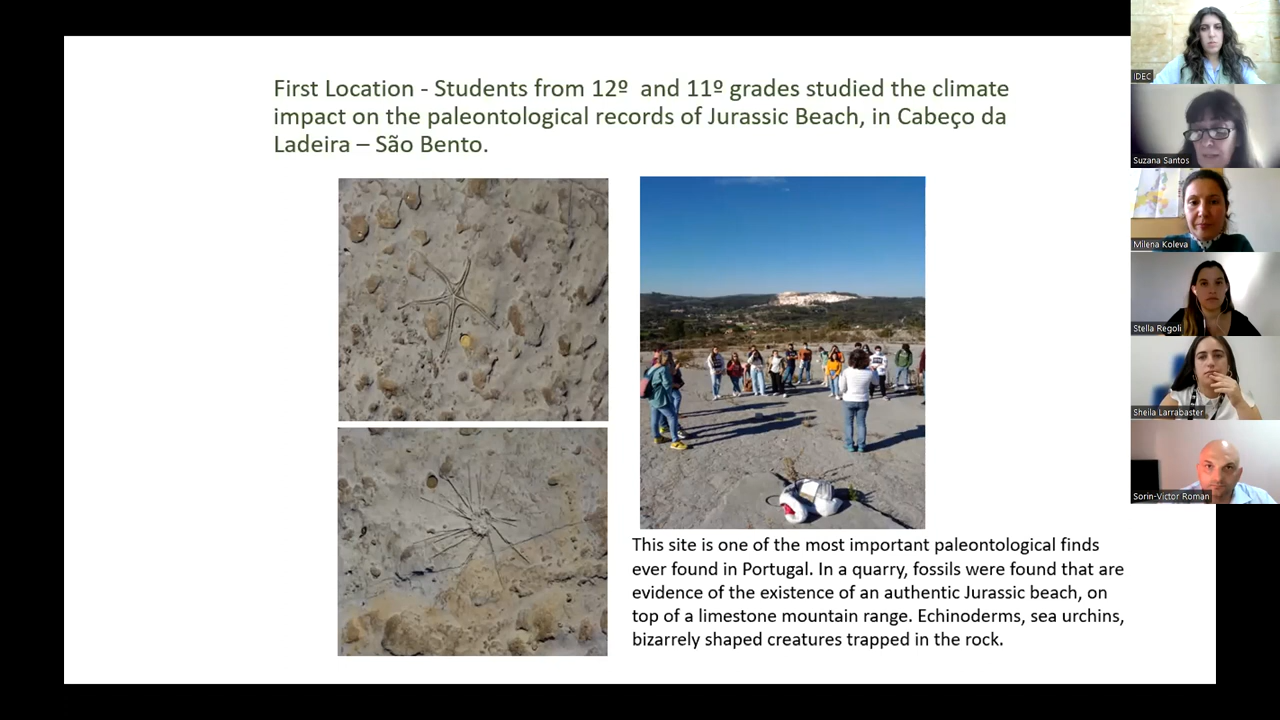 First Location - Students from 12º and 11º grades studied the climate
impact on the paleontological records of Jurassic Beach, in Cabeço da
Ladeira – São Bento.
This site is one of the most important paleontological finds
ever found in Portugal. In a quarry, fossils were found that are
evidence of the existence of an authentic Jurassic beach, on
top of a limestone mountain range. Echinoderms, sea urchins,
bizarrely shaped creatures trapped in the rock.
IDEC
Suzana Santos
Milena Koleva
Stella Regoli
Sheila Larrabaster
Sorin-Victor Roman